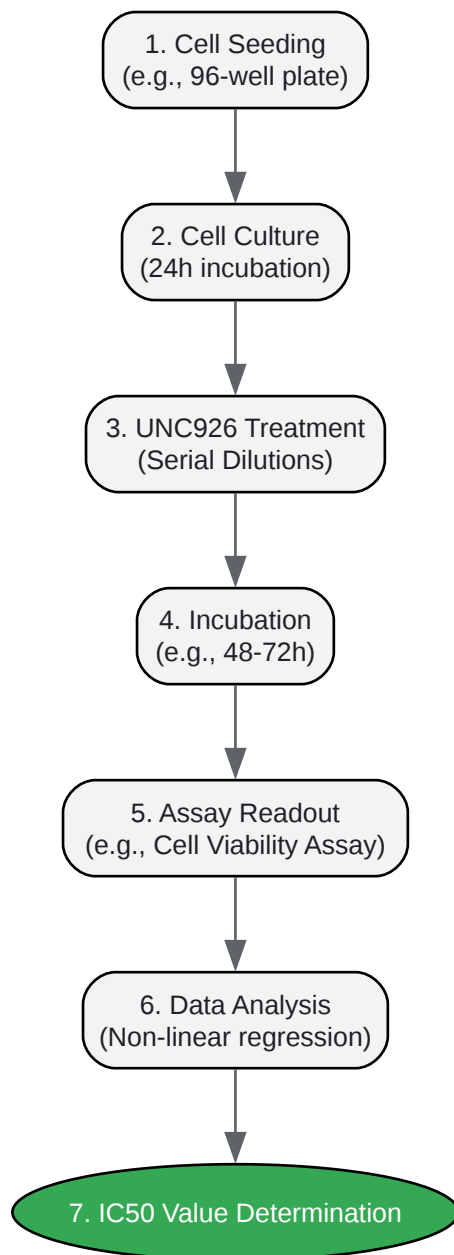 1. Cell Seeding
(e.g., 96-well plate)
2. Cell Culture
(24h incubation)
3. UNC926 Treatment
(Serial Dilutions)
4. Incubation
(e.g., 48-72h)
5. Assay Readout
(e.g., Cell Viability Assay)
6. Data Analysis
(Non-linear regression)
7. IC50 Value Determination